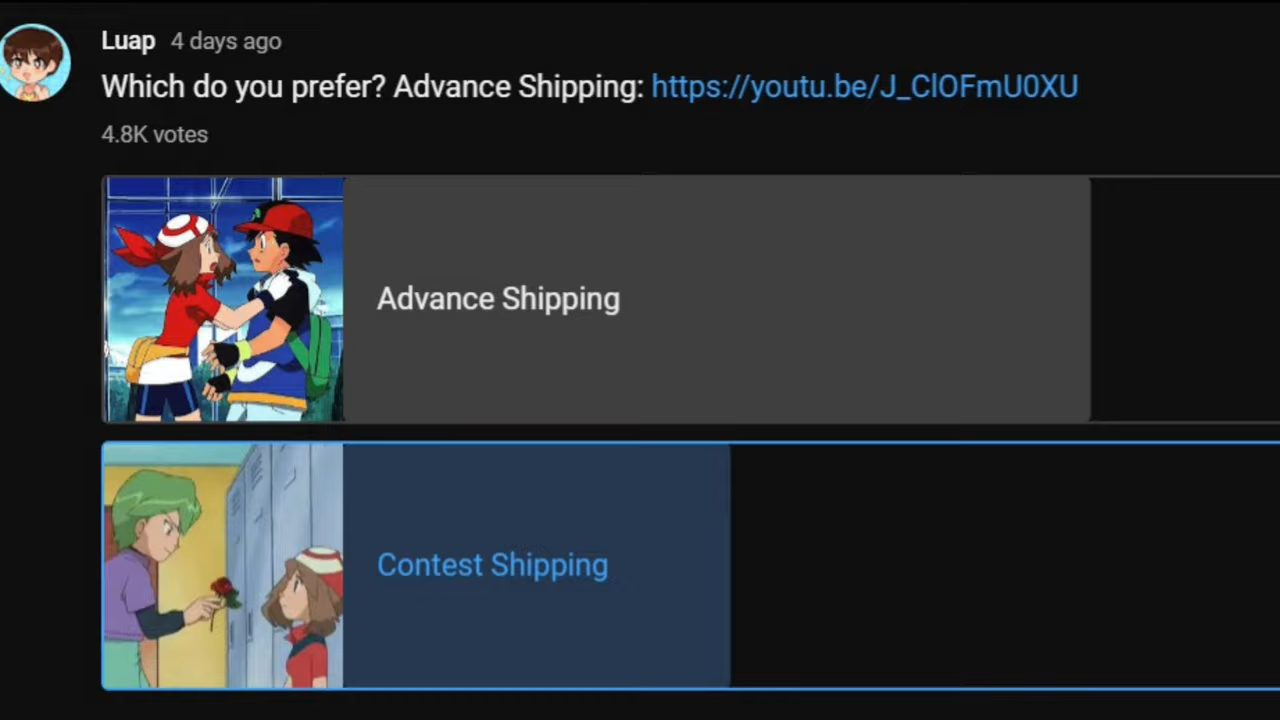 Luap 4 days ago
Which do you prefer? Advance Shipping: https://youtu.be/J_ClOFmU0XU
4.8K votes
Advance Shipping
Contest Shipping